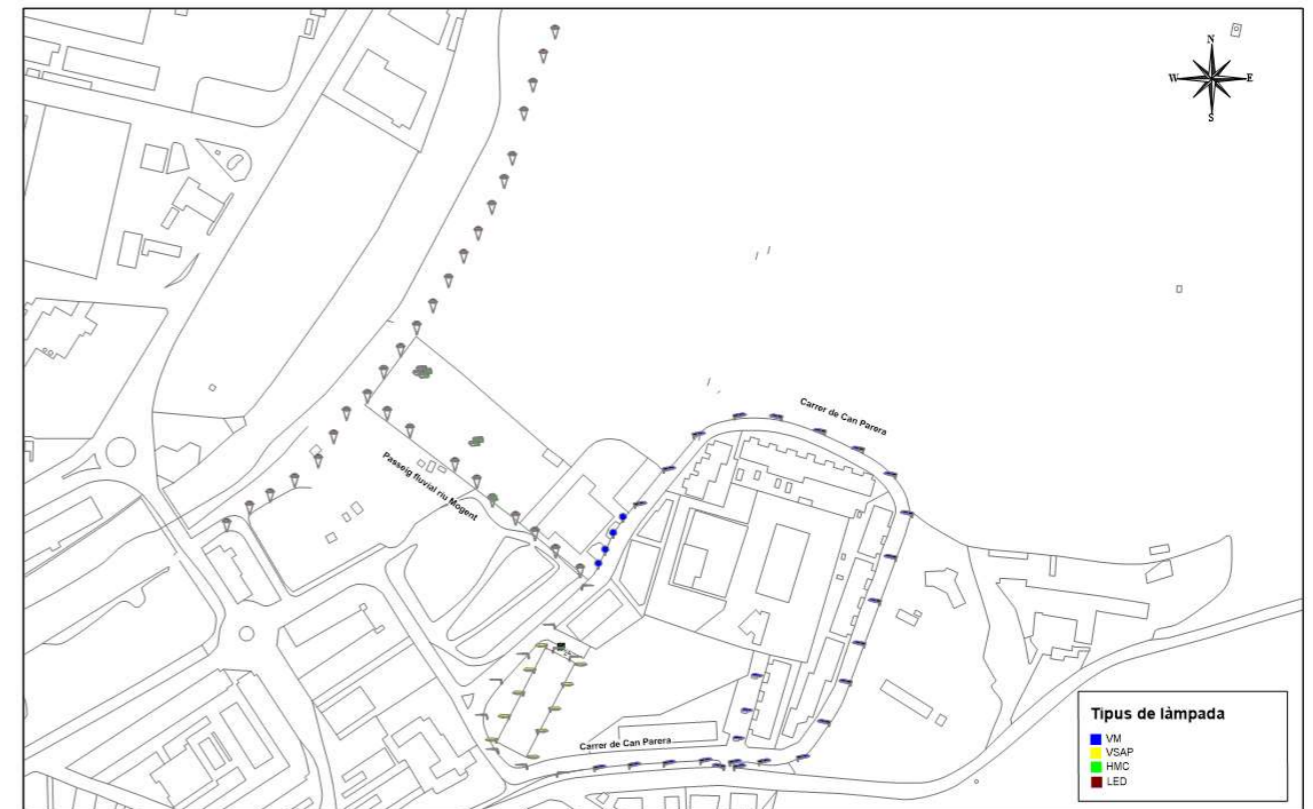 N
W E
S
Carrer de Can Parera
Passeig fluvial riu Mogent
Carrer de Can Parera
Tipus de làmpada
VM
VSAP
HMC
LED